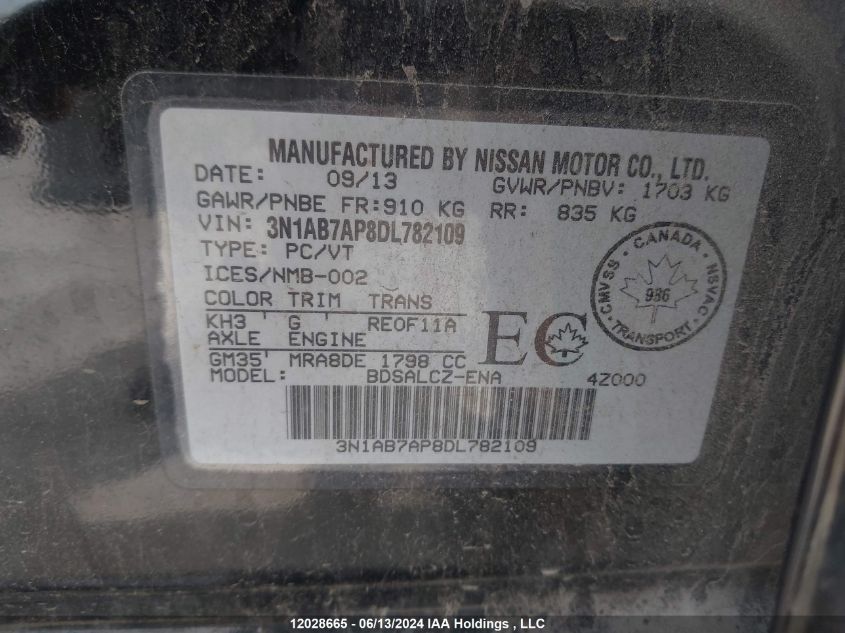 MANUFACTURED BY NISSAN MOTOR CO., LTD.
DATE: 09/13 GVWR/PNBV: 1703 KG
GAWR/PNBE FR:910 KG RR: 835 KG
VIN: 3N1AB7AP8DL782109
TYPE: PC/VT
ICES/NMB-002
COLOR TRIM TRANS
KH3 ' G ' RE0F11A
AXLE ENGINE
GM35' MRA8DE 1798 CC
MODEL: BDSALCZ-ENA 4Z000
EC
CANADA
CMVSS • NSVAC
986
TRANSPORT
3N1AB7AP8DL782109
12028665 - 06/13/2024 IAA Holdings , LLC